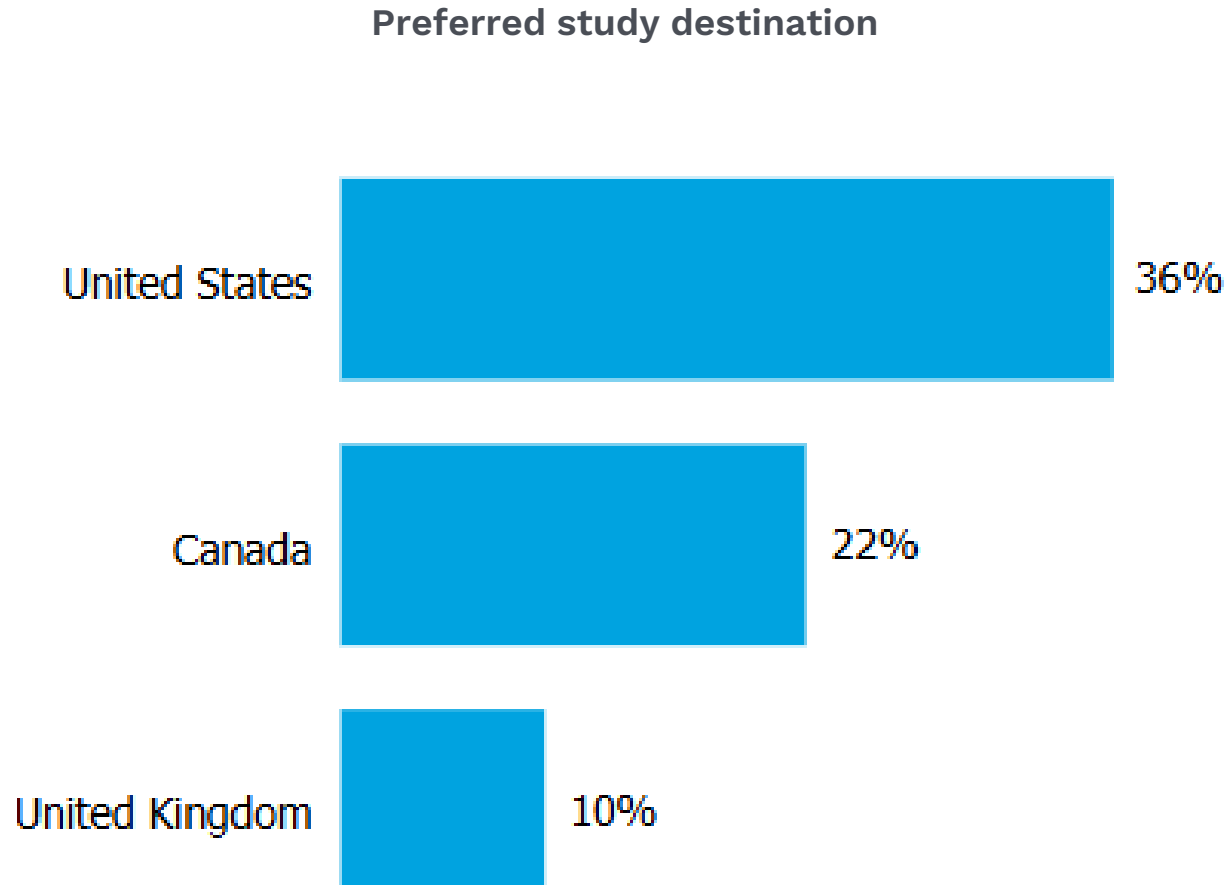 Preferred study destination
United States 36%
Canada 22%
United Kingdom 10%